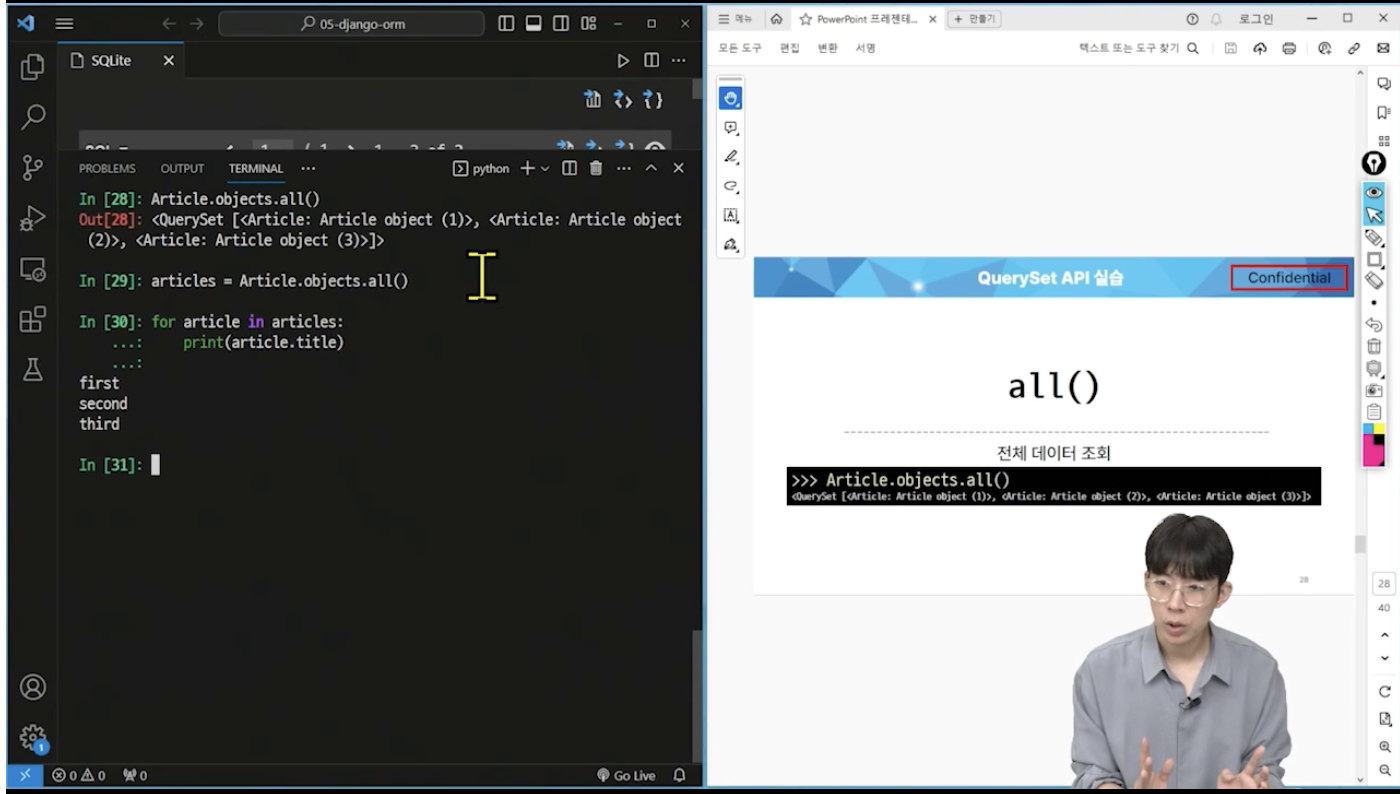 05-django-orm
SQLite
PROBLEMS OUTPUT TERMINAL ...
python
In [28]: Article.objects.all()
Out[28]: <QuerySet [<Article: Article object (1)>, <Article: Article object
(2)>, <Article: Article object (3)>]>
In [29]: articles = Article.objects.all()
In [30]: for article in articles:
...: print(article.title)
...:
first
second
third
In [31]:
1
0 0 0
Go Live
메뉴
PowerPoint 프레젠테...
+ 만들기
로그인
모든 도구 편집 변환 서명
텍스트 또는 도구 찾기
QuerySet API 실습
Confidential
all()
전체 데이터 조회
>>> Article.objects.all()
<QuerySet [<Article: Article object (1)>, <Article: Article object (2)>, <Article: Article object (3)>]>
28
28
40